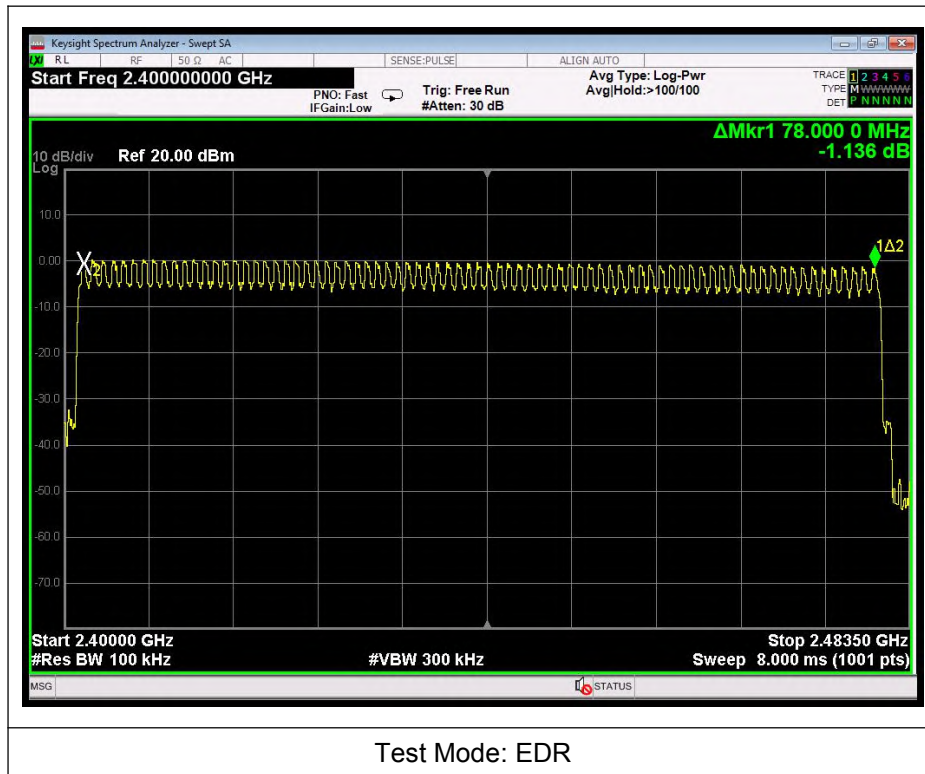 Keysight Spectrum Analyzer - Swept SA
LXI RL RF 50 Ω AC SENSE:PULSE ALIGN AUTO
Start Freq 2.400000000 GHz
PNO: Fast
IFGain:Low
Trig: Free Run
#Atten: 30 dB
Avg Type: Log-Pwr
Avg|Hold:>100/100
TRACE 1 2 3 4 5 6
TYPE M WWWWW
DET P N N N N N
ΔMkr1 78.000 0 MHz
-1.136 dB
10 dB/div Ref 20.00 dBm
Log
10.0
0.00
-10.0
-20.0
-30.0
-40.0
-50.0
-60.0
-70.0
X2
1Δ2
Start 2.40000 GHz Stop 2.48350 GHz
#Res BW 100 kHz #VBW 300 kHz Sweep 8.000 ms (1001 pts)
MSG STATUS
Test Mode: EDR